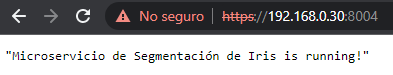 No seguro https://192.168.0.30:8004
"Microservicio de Segmentación de Iris is running!"